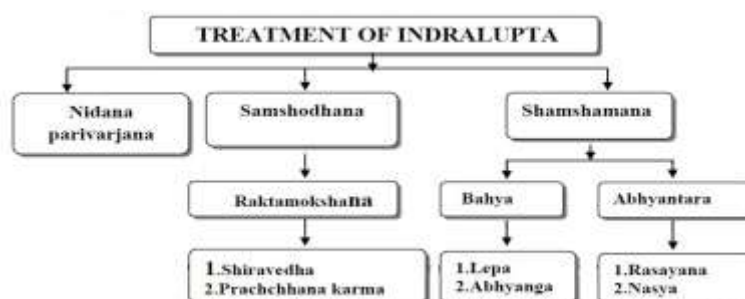 TREATMENT OF INDRALUPTA
Nidana
parivarjana
Samshodhana
Shamshamana
Raktamokshana
Bahya
Abhyantara
1.Shiravedha
2.Prachchhana karma
1.Lepa
2.Abhyanga
1.Rasayana
2.Nasya